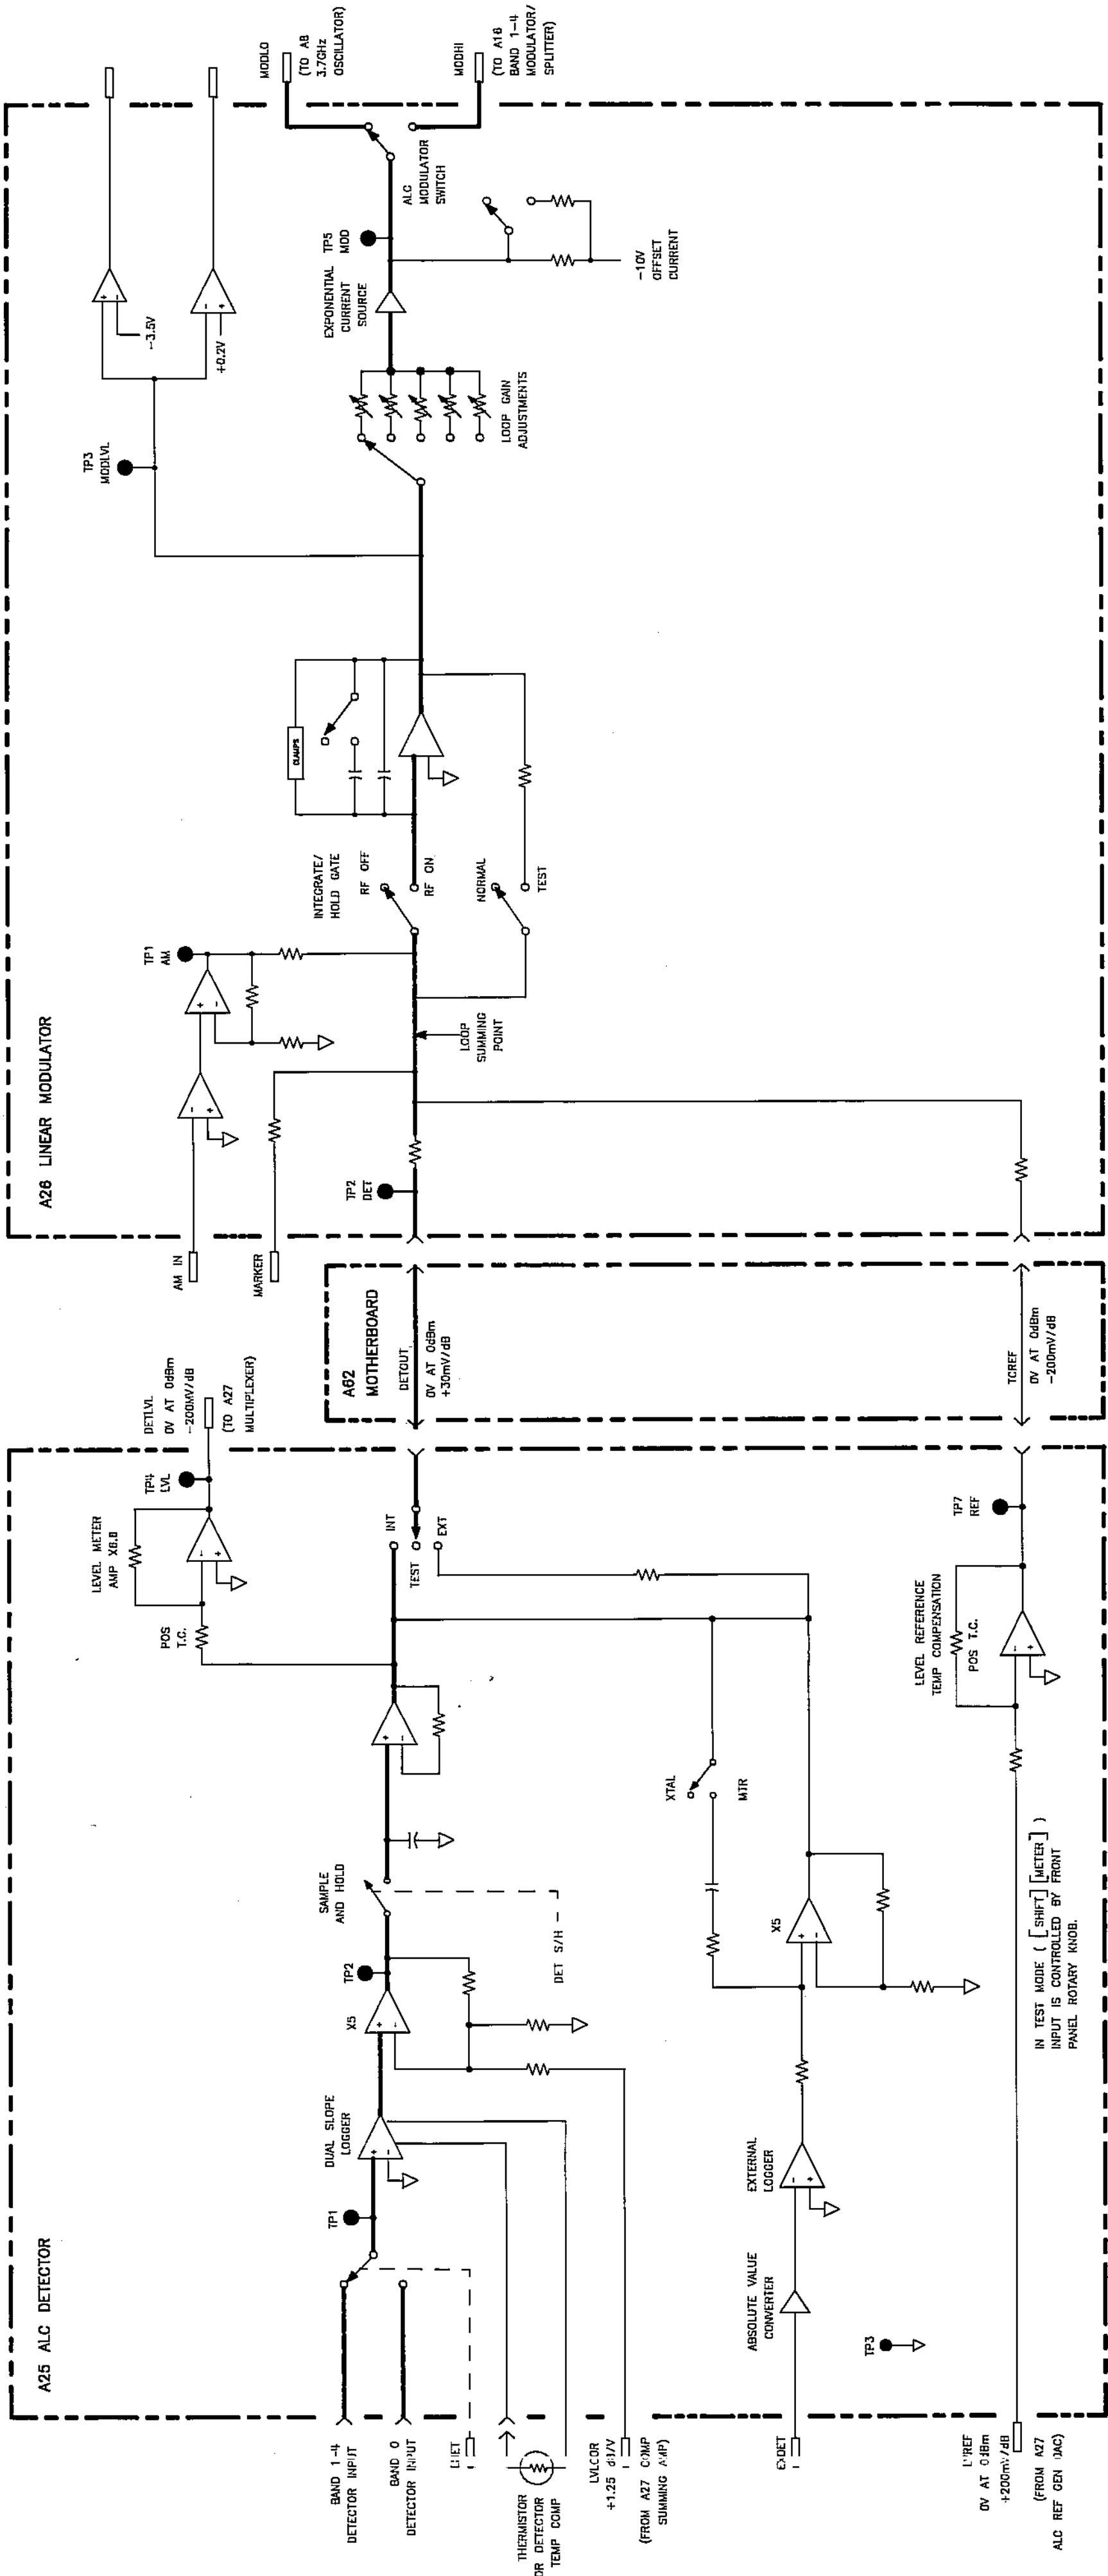 A25 ALC DETECTOR
BAND 1-4
DETECTOR INPUT
BAND 0
DETECTOR INPUT
THERMISTOR
OR DETECTOR
TEMP COMP
LVLCOR
+1.25 dB/V
(FROM A27 COMP
SUMMING AMP)
EXDET
0V AT 0dBm
+200mV/dB
(FROM A27
ALC REF GEN DAC)
TP1
DUAL SLOPE
LOGGER
+
-
X5
+
-
TP2
SAMPLE
AND HOLD
DET S/H
+
-
POS
T.C.
LEVEL METER
AMP X6.8
-
+
TP4
LVL
DETLVL
0V AT 0dBm
-200MV/dB
(TO A27
MULTIPLEXER)
INT
TEST
EXT
ABSOLUTE VALUE
CONVERTER
TP3
EXTERNAL
LOGGER
-
+
X5
+
-
XTAL
MTR
IN TEST MODE ( [SHIFT] [METER] )
INPUT IS CONTROLLED BY FRONT
PANEL ROTARY KNOB.
LEVEL REFERENCE
TEMP COMPENSATION
POS T.C.
-
+
TP7
REF
A62
MOTHERBOARD
DETOUT
0V AT 0dBm
+30mV/dB
TCREF
0V AT 0dBm
-200mV/dB
A26 LINEAR MODULATOR
AM IN
MARKER
TP2
DET
-
+
+
-
TP1
AM
LOOP
SUMMING
POINT
INTEGRATE/
HOLD GATE
RF OFF
RF ON
NORMAL
TEST
CLAMPS
TP3
MODLVL
LOOP GAIN
ADJUSTMENTS
EXPONENTIAL
CURRENT
SOURCE
TP5
MOD
+
-
-3.5V
-
+
+0.2V
-10V
OFFSET
CURRENT
ALC
MODULATOR
SWITCH
MODLO
(TO A8
3.7GHz
OSCILLATOR)
MODHI
(TO A16
BAND 1-4
MODULATOR/
SPLITTER)